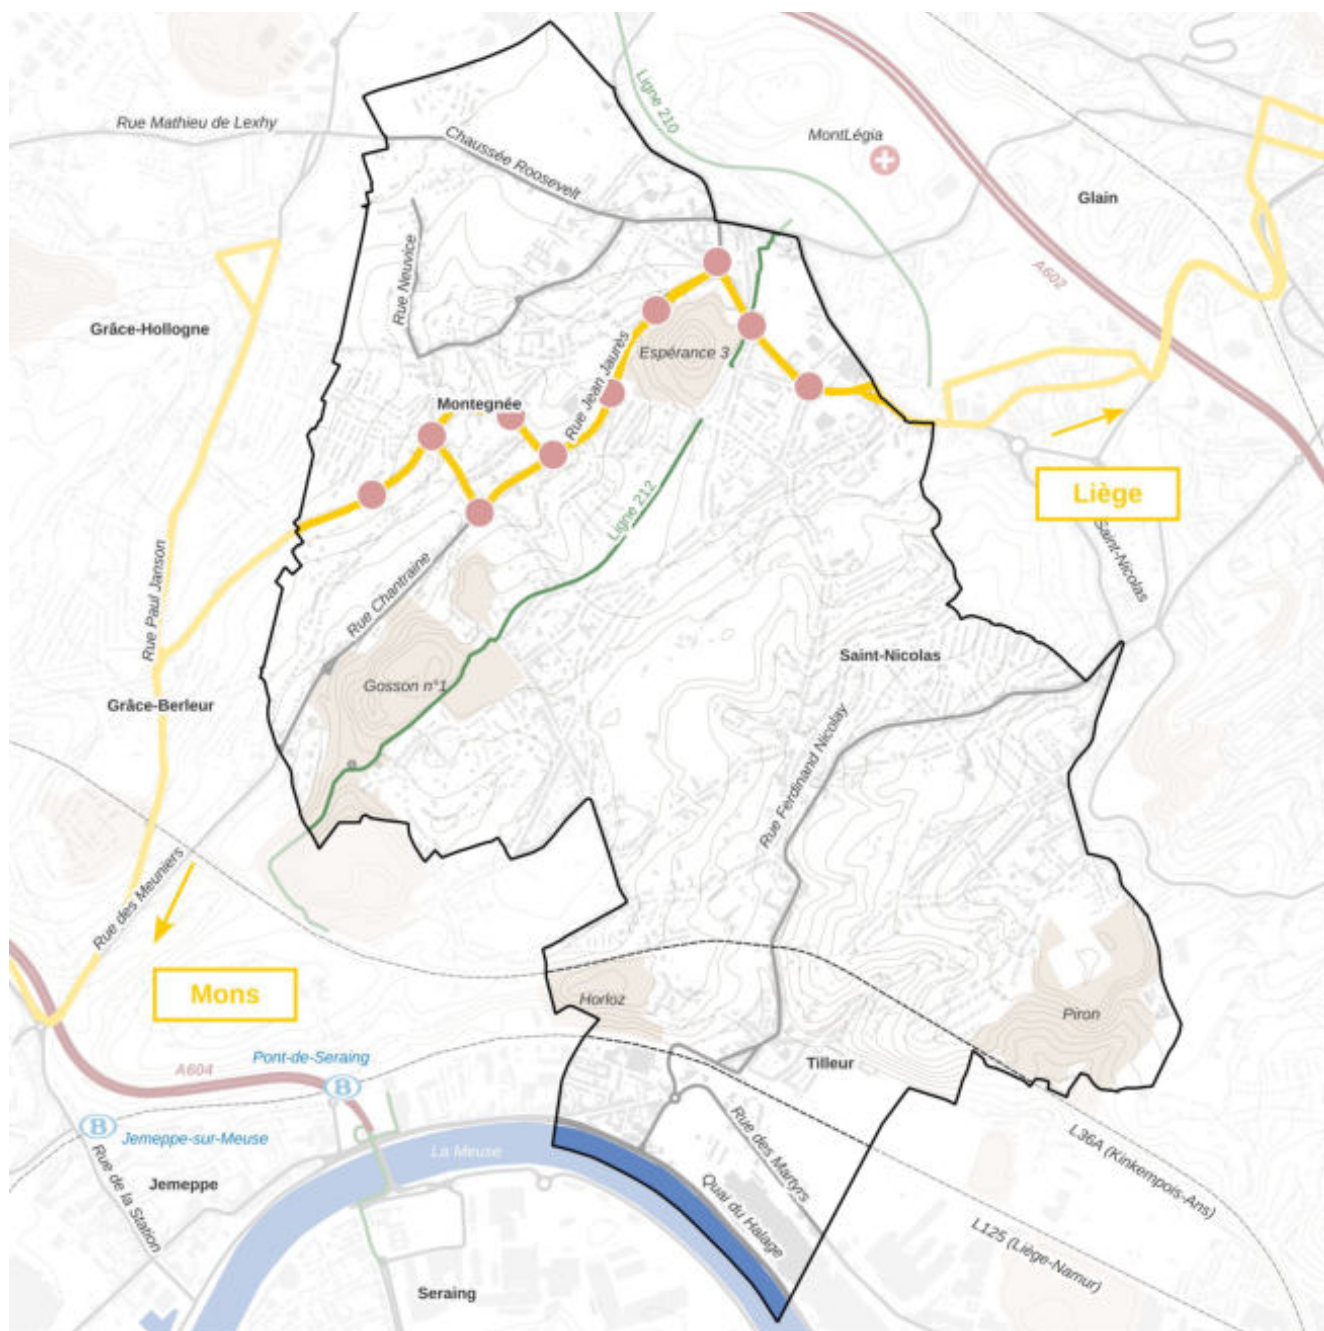 Ligne 210
Rue Mathieu de Lexhy
Chaussée Roosevelt
MontLégia
Glain
A602
Rue Neuvice
Grâce-Hollogne
Rue Jean Jaurès
Espérance 3
Montegnée
Liège
Ligne 212
Saint-Nicolas
Rue Paul Janson
Rue Chantraine
Saint-Nicolas
Gosson n°1
Grâce-Berleur
Rue Ferdinand Nicolay
Rue des Meuniers
Mons
Horloz
Piron
Pont-de-Seraing
B
A604
Tilleur
B
Jemeppe-sur-Meuse
La Meuse
Rue des Martyrs
L36A (Kinkempois-Ans)
Rue de la Station
Jemeppe
Quai du Halage
L125 (Liège-Namur)
Seraing